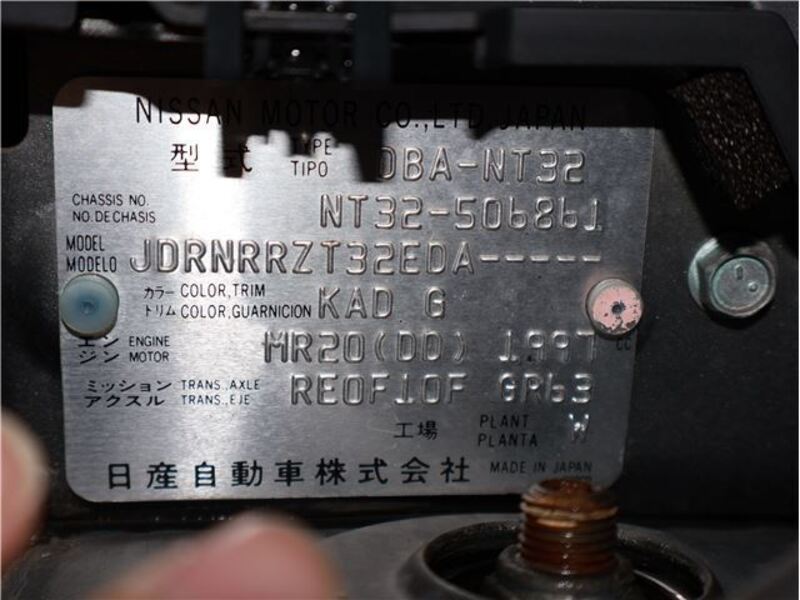 NISSAN MOTOR CO.,LTD JAPAN
型式 TYPE TIPO DBA-NT32
CHASSIS NO. NO.DE CHASIS NT32-506861
MODEL MODELO JDRNRRZT32EDA-----
カラー COLOR,TRIM トリム COLOR,GUARNICION KAD G
エンジン ENGINE MOTOR MR20(DD) 1997 CC
ミッション TRANS.,AXLE アクスル TRANS.,EJE RE0F10F GR63
工場 PLANT PLANTA W
日産自動車株式会社 MADE IN JAPAN